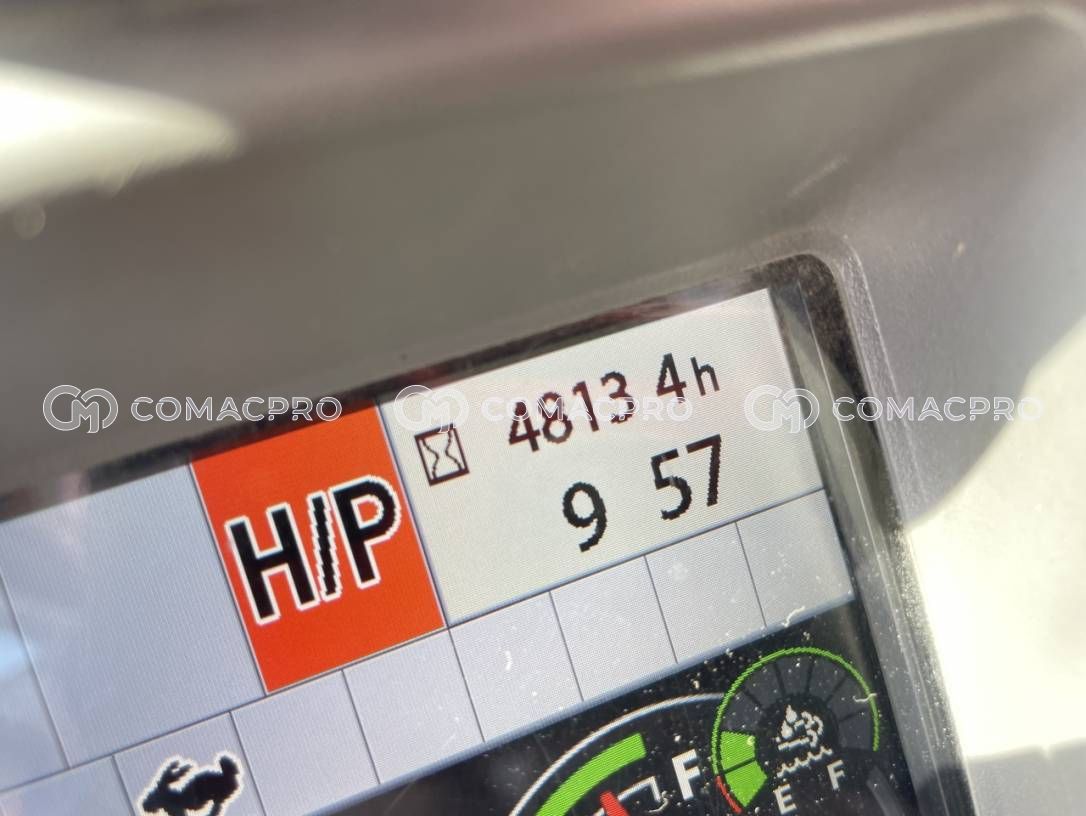 COMACPRO COMACPRO COMACPRO
4813 4h
H/P
9 57
F
E F